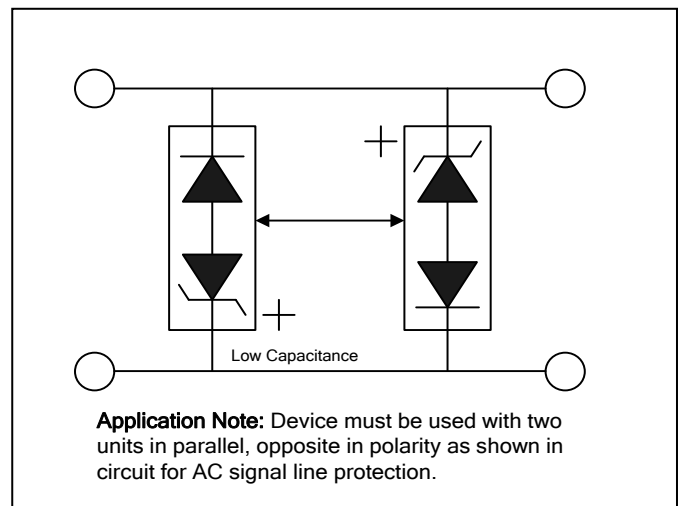 +
+
Low Capacitance
Application Note: Device must be used with two
units in parallel, opposite in polarity as shown in
circuit for AC signal line protection.